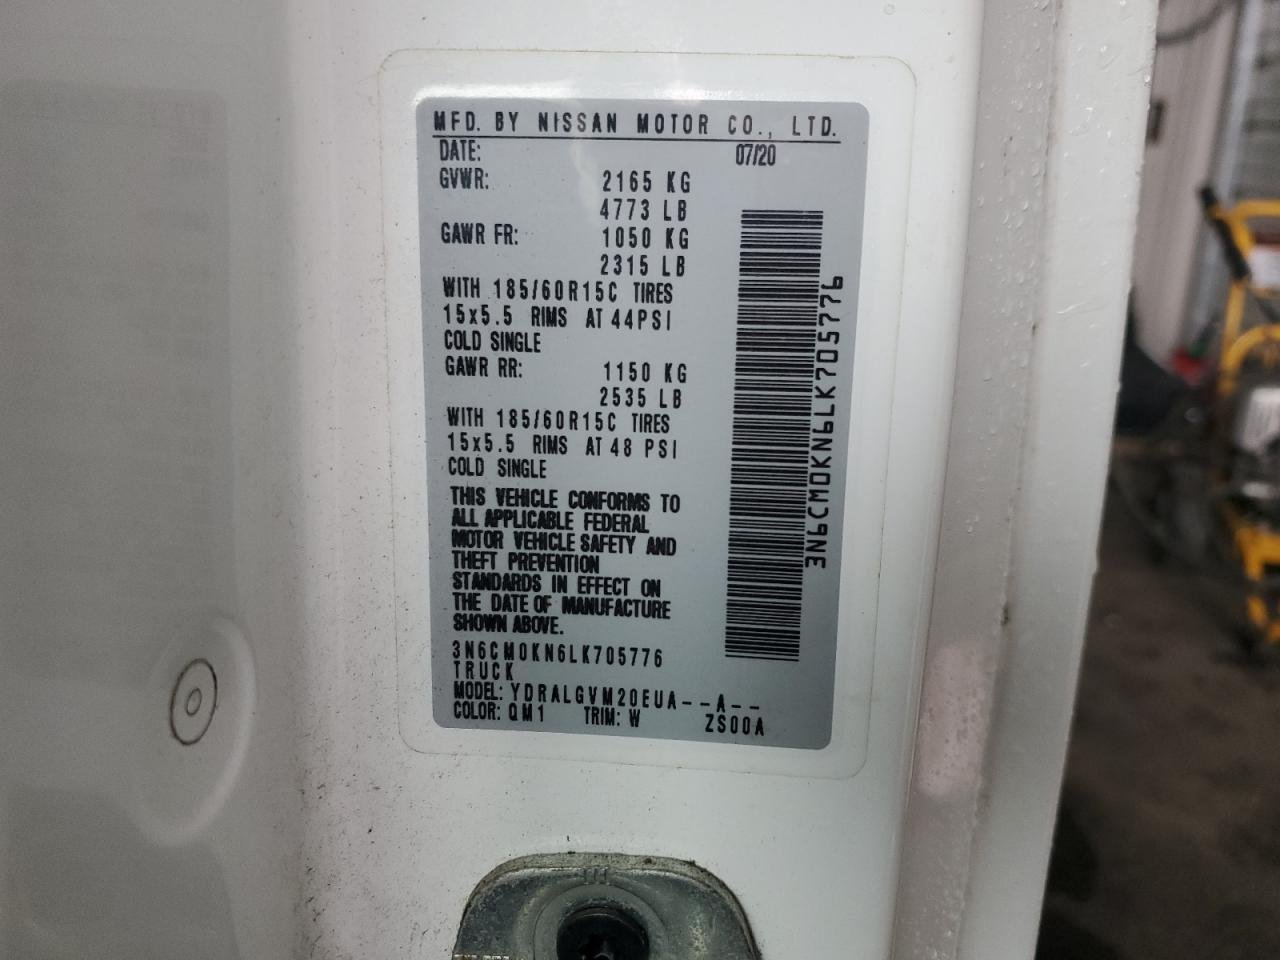 MFD. BY NISSAN MOTOR CO., LTD.
DATE: 07/20
GVWR: 2165 KG
4773 LB
GAWR FR: 1050 KG
2315 LB
WITH 185/60R15C TIRES
15x5.5 RIMS AT 44PSI
COLD SINGLE
GAWR RR: 1150 KG
2535 LB
WITH 185/60R15C TIRES
15x5.5 RIMS AT 48 PSI
COLD SINGLE
THIS VEHICLE CONFORMS TO
ALL APPLICABLE FEDERAL
MOTOR VEHICLE SAFETY AND
THEFT PREVENTION
STANDARDS IN EFFECT ON
THE DATE OF MANUFACTURE
SHOWN ABOVE.
3N6CM0KN6LK705776
TRUCK
MODEL: YDRALGVM20EUA--A--
COLOR: QM1 TRIM: W ZS00A
3N6CM0KN6LK705776